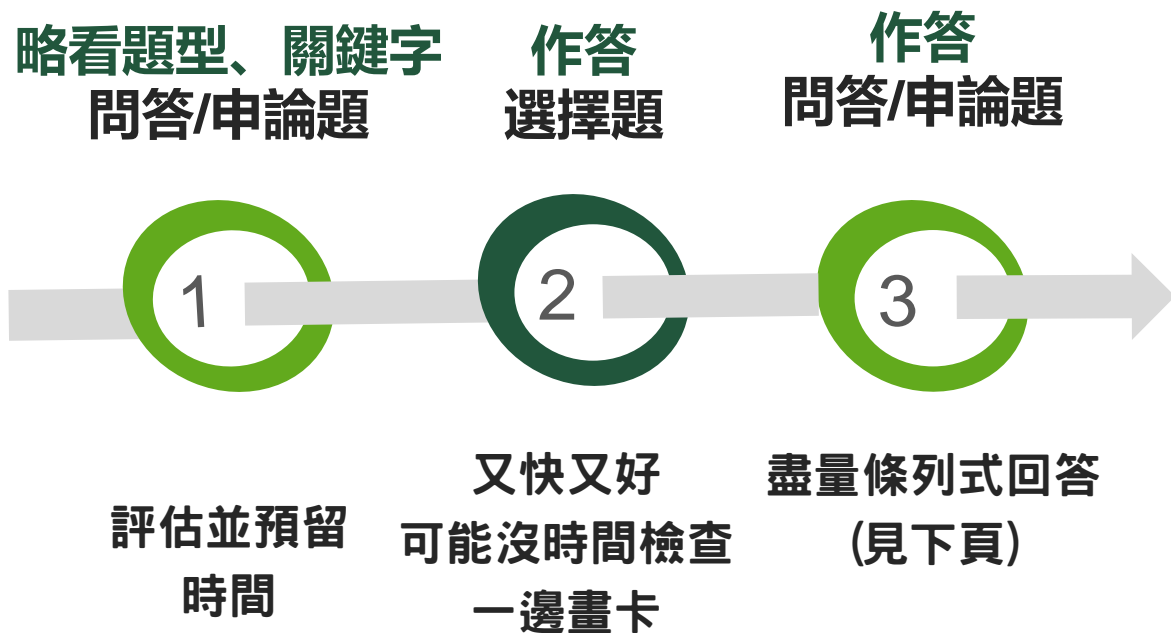 略看題型、關鍵字
問答/申論題
1
評估並預留
時間
作答
選擇題
2
又快又好
可能沒時間檢查
一邊畫卡
作答
問答/申論題
3
盡量條列式回答
(見下頁)